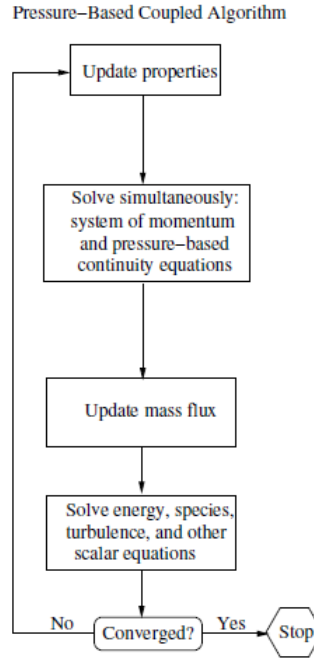 Pressure−Based Coupled Algorithm
Update properties
Solve simultaneously:
system of momentum
and pressure−based
continuity equations
Update mass flux
Solve energy, species,
turbulence, and other
scalar equations
No
Converged?
Yes
Stop